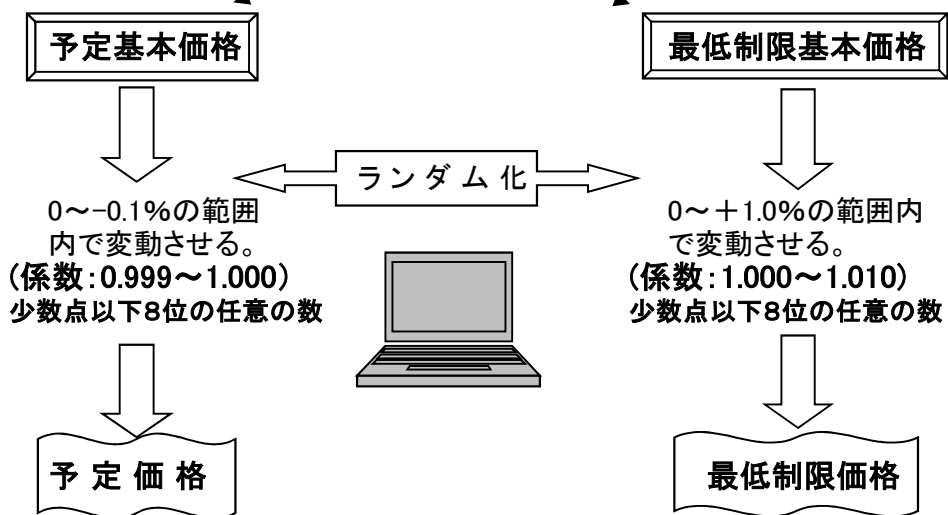 予定基本価格
最低制限基本価格
ランダム化
0～-0.1%の範囲
内で変動させる。
(係数:0.999～1.000)
少数点以下8位の任意の数
0～＋1.0%の範囲内
で変動させる。
(係数:1.000～1.010)
少数点以下8位の任意の数
予定価格
最低制限価格